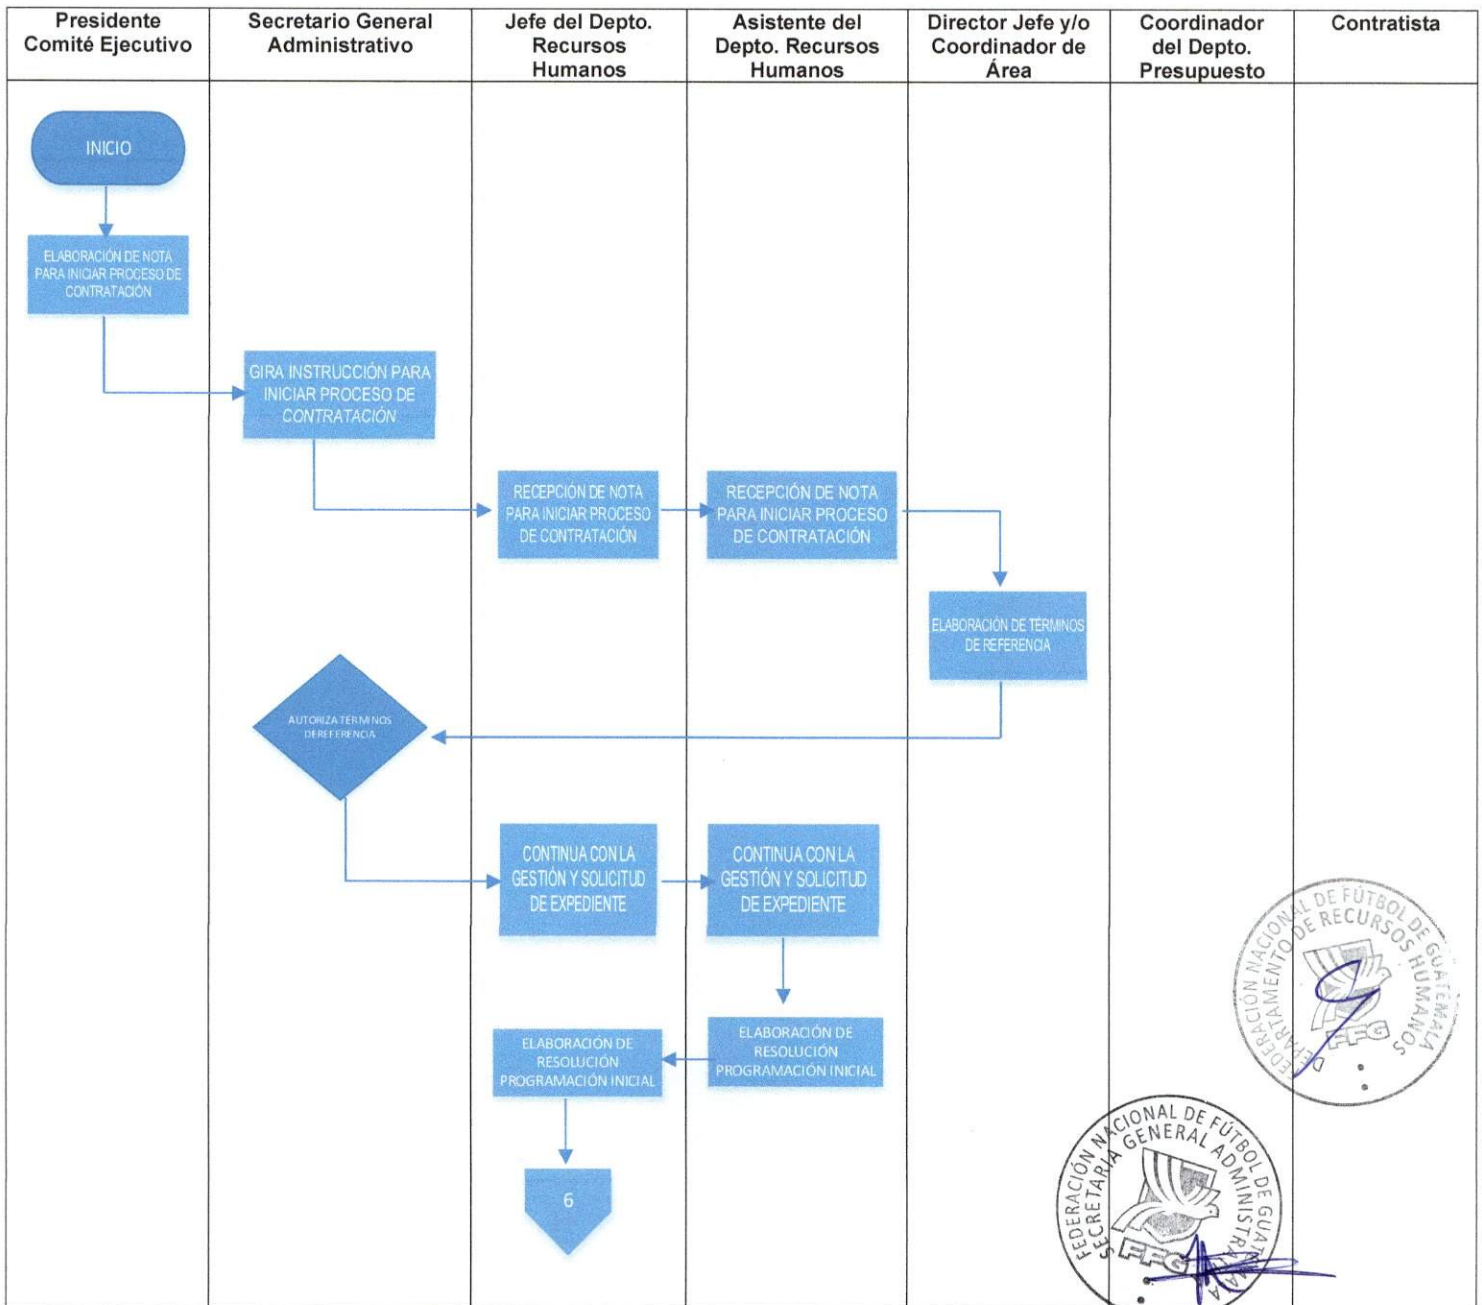 Presidente
Comité Ejecutivo
Secretario General
Administrativo
Jefe del Depto.
Recursos
Humanos
Asistente del
Depto. Recursos
Humanos
Director Jefe y/o
Coordinador de
Área
Coordinador
del Depto.
Presupuesto
Contratista
INICIO
ELABORACIÓN DE NOTA
PARA INICIAR PROCESO DE
CONTRATACIÓN
GIRA INSTRUCCIÓN PARA
INICIAR PROCESO DE
CONTRATACIÓN
RECEPCIÓN DE NOTA
PARA INICIAR PROCESO
DE CONTRATACIÓN
RECEPCIÓN DE NOTA
PARA INICIAR PROCESO
DE CONTRATACIÓN
ELABORACIÓN DE TÉRMINOS
DE REFERENCIA
AUTORIZA TERMINOS
DE REFERENCIA
CONTINUA CON LA
GESTIÓN Y SOLICITUD
DE EXPEDIENTE
CONTINUA CON LA
GESTIÓN Y SOLICITUD
DE EXPEDIENTE
ELABORACIÓN DE
RESOLUCIÓN
PROGRAMACIÓN INICIAL
ELABORACIÓN DE
RESOLUCIÓN
PROGRAMACIÓN INICIAL
6
FEDERACIÓN NACIONAL DE FÚTBOL DE GUATEMALA
DEPARTAMENTO DE RECURSOS HUMANOS
FFG
FEDERACIÓN NACIONAL DE FÚTBOL DE GUATEMALA
SECRETARIA GENERAL ADMINISTRATIVA
FFG